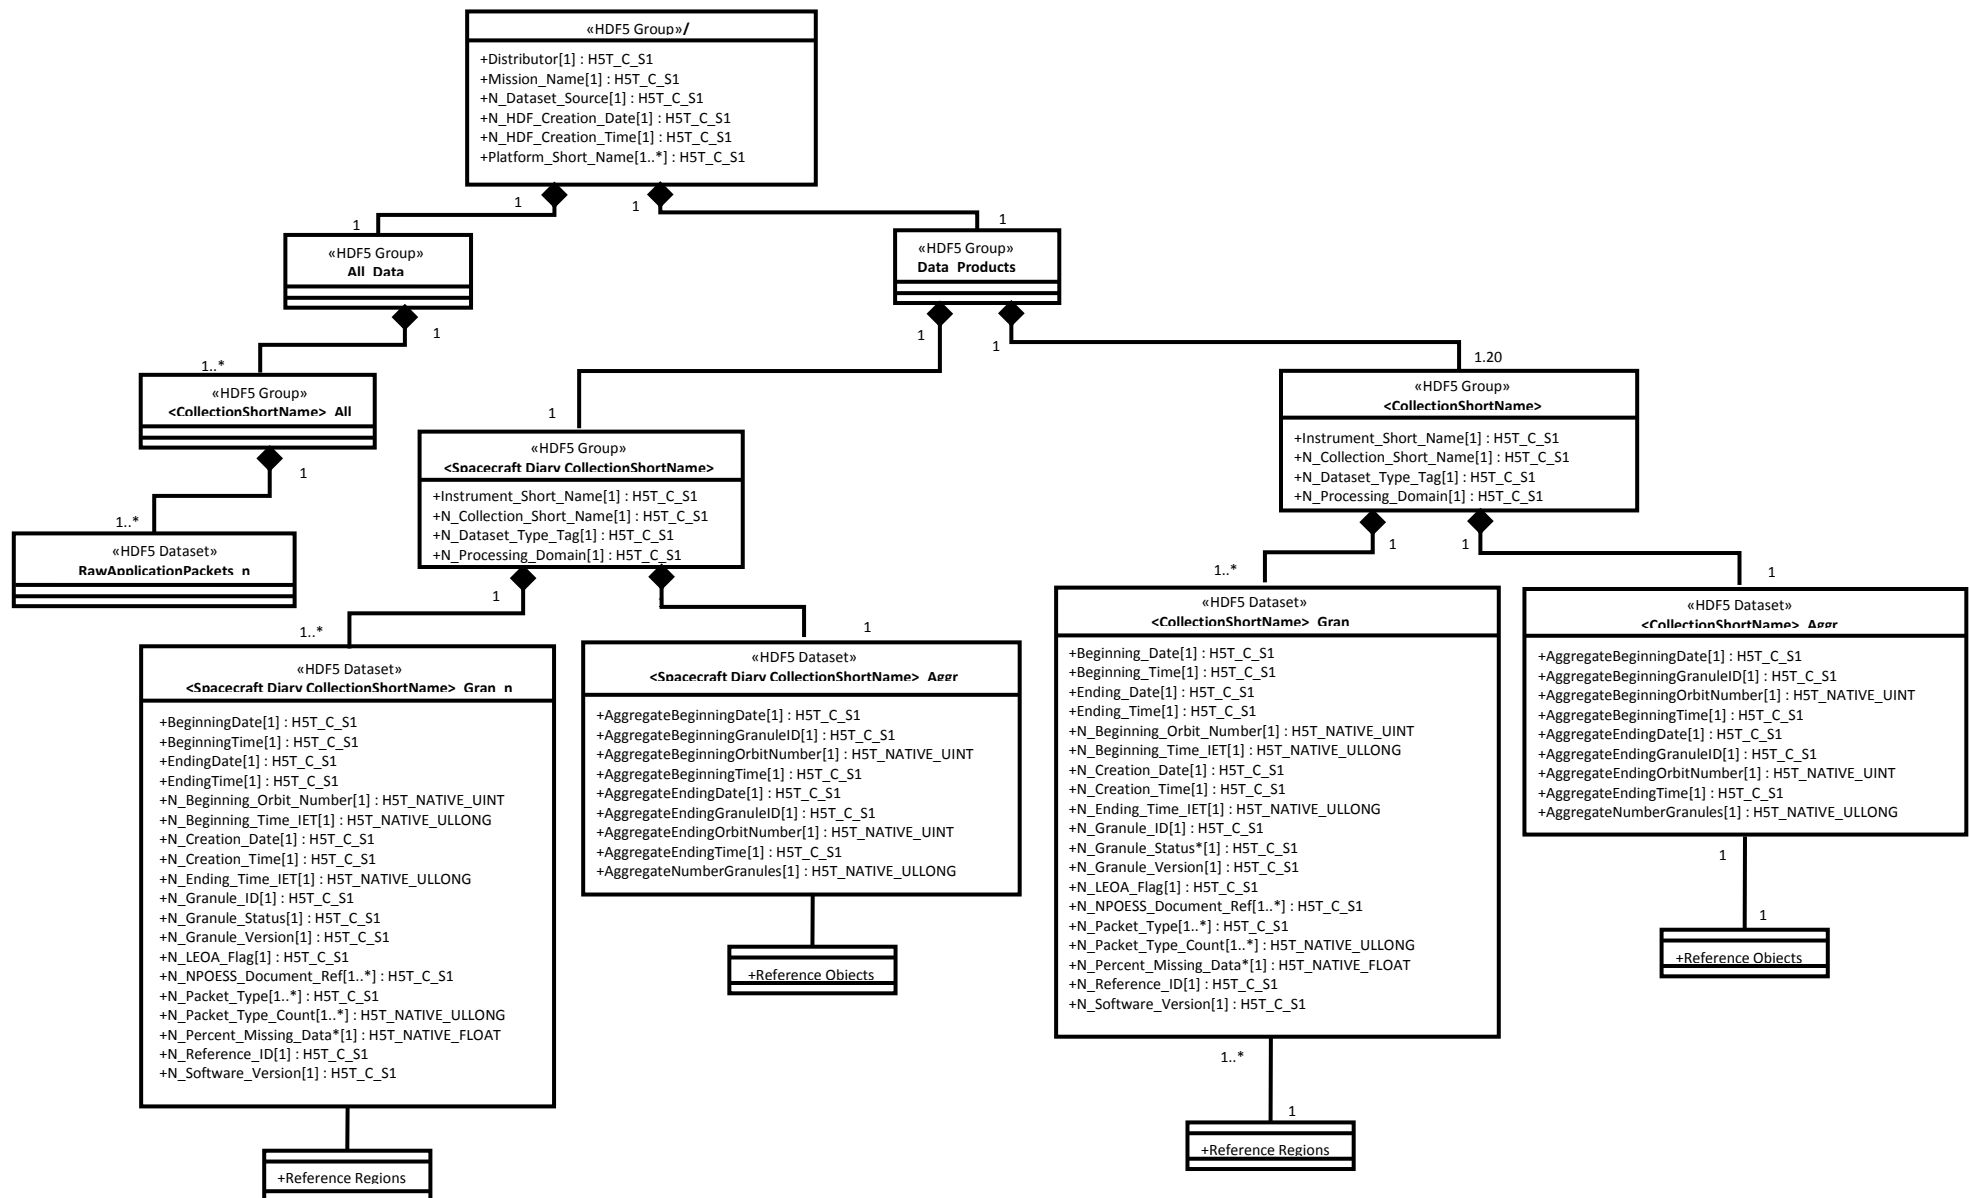 «HDF5 Group»/
+Distributor[1] : H5T_C_S1
+Mission_Name[1] : H5T_C_S1
+N_Dataset_Source[1] : H5T_C_S1
+N_HDF_Creation_Date[1] : H5T_C_S1
+N_HDF_Creation_Time[1] : H5T_C_S1
+Platform_Short_Name[1..*] : H5T_C_S1
1
1
1
1
«HDF5 Group»
All_Data
1
«HDF5 Group»
Data_Products
1
1
1..*
«HDF5 Group»
<CollectionShortName>_All
1
1..*
«HDF5 Dataset»
RawApplicationPackets_n
1
«HDF5 Group»
<Spacecraft Diary CollectionShortName>
+Instrument_Short_Name[1] : H5T_C_S1
+N_Collection_Short_Name[1] : H5T_C_S1
+N_Dataset_Type_Tag[1] : H5T_C_S1
+N_Processing_Domain[1] : H5T_C_S1
1
1..*
1
«HDF5 Dataset»
<Spacecraft Diary CollectionShortName>_Gran_n
+BeginningDate[1] : H5T_C_S1
+BeginningTime[1] : H5T_C_S1
+EndingDate[1] : H5T_C_S1
+EndingTime[1] : H5T_C_S1
+N_Beginning_Orbit_Number[1] : H5T_NATIVE_UINT
+N_Beginning_Time_IET[1] : H5T_NATIVE_ULLONG
+N_Creation_Date[1] : H5T_C_S1
+N_Creation_Time[1] : H5T_C_S1
+N_Ending_Time_IET[1] : H5T_NATIVE_ULLONG
+N_Granule_ID[1] : H5T_C_S1
+N_Granule_Status[1] : H5T_C_S1
+N_Granule_Version[1] : H5T_C_S1
+N_LEOA_Flag[1] : H5T_C_S1
+N_NPOESS_Document_Ref[1..*] : H5T_C_S1
+N_Packet_Type[1..*] : H5T_C_S1
+N_Packet_Type_Count[1..*] : H5T_NATIVE_ULLONG
+N_Percent_Missing_Data*[1] : H5T_NATIVE_FLOAT
+N_Reference_ID[1] : H5T_C_S1
+N_Software_Version[1] : H5T_C_S1
+Reference Regions
«HDF5 Dataset»
<Spacecraft Diary CollectionShortName>_Aggr
+AggregateBeginningDate[1] : H5T_C_S1
+AggregateBeginningGranuleID[1] : H5T_C_S1
+AggregateBeginningOrbitNumber[1] : H5T_NATIVE_UINT
+AggregateBeginningTime[1] : H5T_C_S1
+AggregateEndingDate[1] : H5T_C_S1
+AggregateEndingGranuleID[1] : H5T_C_S1
+AggregateEndingOrbitNumber[1] : H5T_NATIVE_UINT
+AggregateEndingTime[1] : H5T_C_S1
+AggregateNumberGranules[1] : H5T_NATIVE_ULLONG
+Reference Objects
1.20
«HDF5 Group»
<CollectionShortName>
+Instrument_Short_Name[1] : H5T_C_S1
+N_Collection_Short_Name[1] : H5T_C_S1
+N_Dataset_Type_Tag[1] : H5T_C_S1
+N_Processing_Domain[1] : H5T_C_S1
1
1
1..*
1
«HDF5 Dataset»
<CollectionShortName>_Gran
+Beginning_Date[1] : H5T_C_S1
+Beginning_Time[1] : H5T_C_S1
+Ending_Date[1] : H5T_C_S1
+Ending_Time[1] : H5T_C_S1
+N_Beginning_Orbit_Number[1] : H5T_NATIVE_UINT
+N_Beginning_Time_IET[1] : H5T_NATIVE_ULLONG
+N_Creation_Date[1] : H5T_C_S1
+N_Creation_Time[1] : H5T_C_S1
+N_Ending_Time_IET[1] : H5T_NATIVE_ULLONG
+N_Granule_ID[1] : H5T_C_S1
+N_Granule_Status*[1] : H5T_C_S1
+N_Granule_Version[1] : H5T_C_S1
+N_LEOA_Flag[1] : H5T_C_S1
+N_NPOESS_Document_Ref[1..*] : H5T_C_S1
+N_Packet_Type[1..*] : H5T_C_S1
+N_Packet_Type_Count[1..*] : H5T_NATIVE_ULLONG
+N_Percent_Missing_Data*[1] : H5T_NATIVE_FLOAT
+N_Reference_ID[1] : H5T_C_S1
+N_Software_Version[1] : H5T_C_S1
1..*
1
+Reference Regions
«HDF5 Dataset»
<CollectionShortName>_Aggr
+AggregateBeginningDate[1] : H5T_C_S1
+AggregateBeginningGranuleID[1] : H5T_C_S1
+AggregateBeginningOrbitNumber[1] : H5T_NATIVE_UINT
+AggregateBeginningTime[1] : H5T_C_S1
+AggregateEndingDate[1] : H5T_C_S1
+AggregateEndingGranuleID[1] : H5T_C_S1
+AggregateEndingOrbitNumber[1] : H5T_NATIVE_UINT
+AggregateEndingTime[1] : H5T_C_S1
+AggregateNumberGranules[1] : H5T_NATIVE_ULLONG
1
1
+Reference Objects